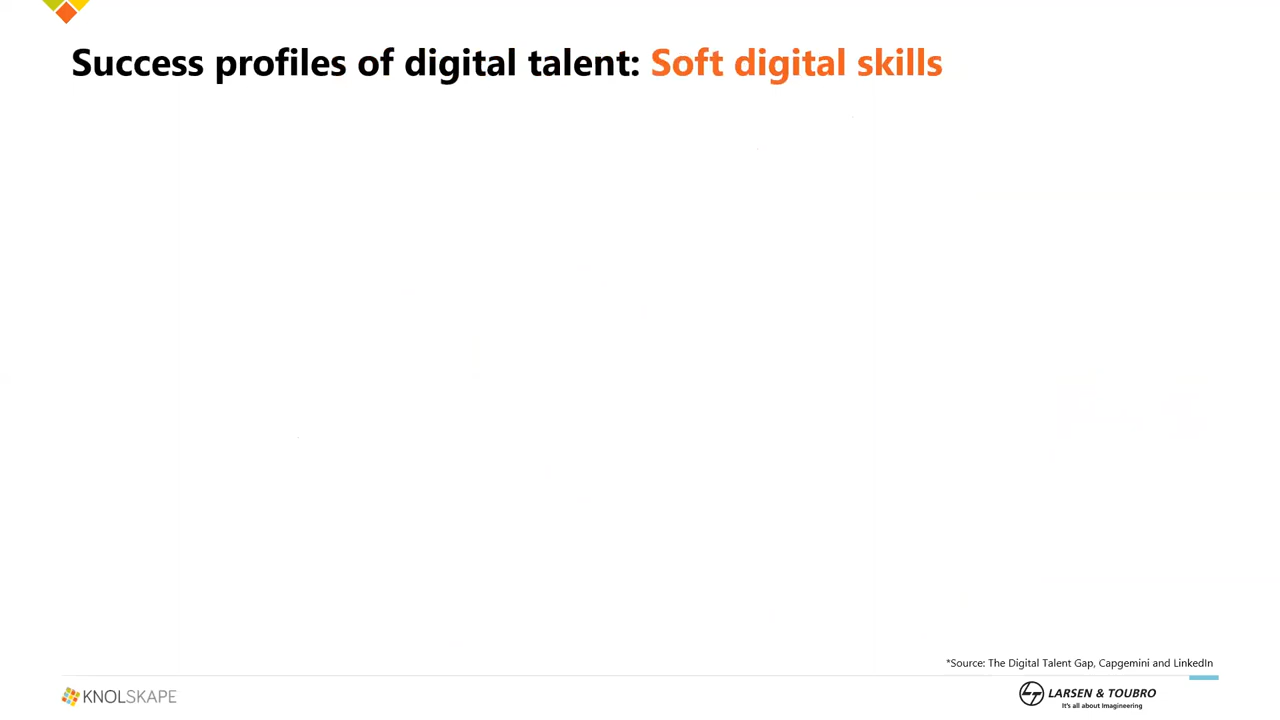 Success profiles of digital talent: Soft digital skills
*Source: The Digital Talent Gap, Capgemini and LinkedIn
KNOLSKAPE
LARSEN & TOUBRO
It's all about Imagineering